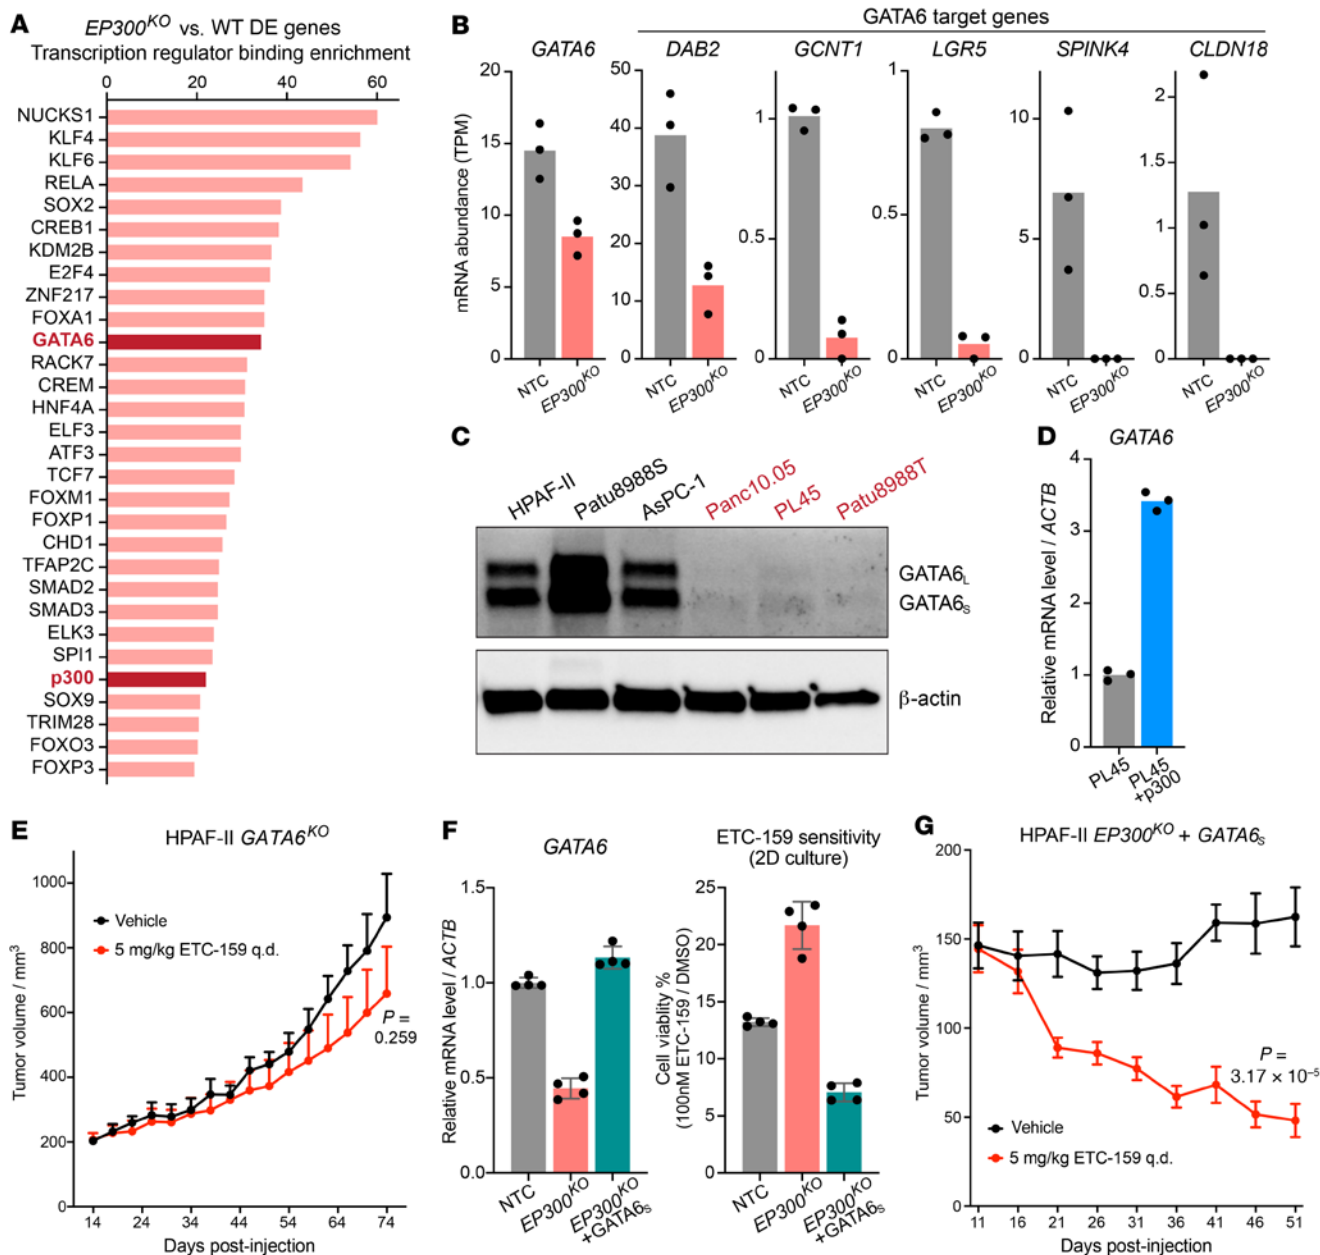 A
EP300KO vs. WT DE genes
Transcription regulator binding enrichment
0 20 40 60
NUCKS1
KLF4
KLF6
RELA
SOX2
CREB1
KDM2B
E2F4
ZNF217
FOXA1
GATA6
RACK7
CREM
HNF4A
ELF3
ATF3
TCF7
FOXM1
FOXP1
CHD1
TFAP2C
SMAD2
SMAD3
ELK3
SPI1
p300
SOX9
TRIM28
FOXO3
FOXP3
B
GATA6 target genes
GATA6 DAB2 GCNT1 LGR5 SPINK4 CLDN18
mRNA abundance (TPM)
20
15
10
5
0
NTC EP300KO
50
40
30
20
10
0
NTC EP300KO
1
0.5
0
NTC EP300KO
1
0.5
0
NTC EP300KO
10
5
0
NTC EP300KO
2
1.5
1
0.5
0
NTC EP300KO
C
HPAF-II Patu8988S AsPC-1 Panc10.05 PL45 Patu8988T
GATA6L
GATA6S
β-actin
D
GATA6
Relative mRNA level / ACTB
4
3
2
1
0
PL45 PL45
+p300
E
HPAF-II GATA6KO
Tumor volume / mm3
1000
800
600
400
200
0
Vehicle
5 mg/kg ETC-159 q.d.
P =
0.259
14 24 34 44 54 64 74
Days post-injection
F
GATA6
Relative mRNA level / ACTB
1.5
1.0
0.5
0.0
NTC EP300KO EP300KO
+GATA6S
ETC-159 sensitivity
(2D culture)
Cell viablity %
(100nM ETC-159 / DMSO)
25
20
15
10
5
0
NTC EP300KO EP300KO
+GATA6S
G
HPAF-II EP300KO + GATA6S
Tumor volume / mm3
200
150
100
50
0
P =
3.17 × 10−5
Vehicle
5 mg/kg ETC-159 q.d.
11 16 21 26 31 36 41 46 51
Days post-injection